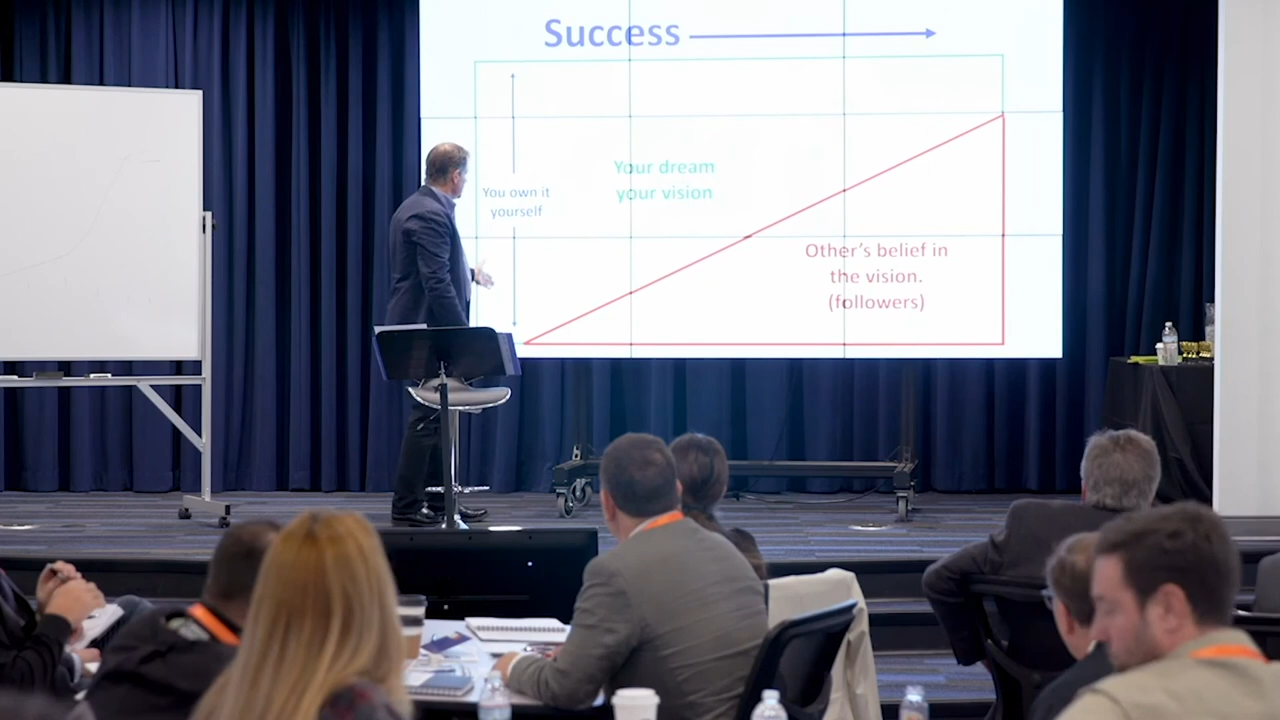 Success
You own it
yourself
Your dream
your vision
Other's belief in
the vision.
(followers)